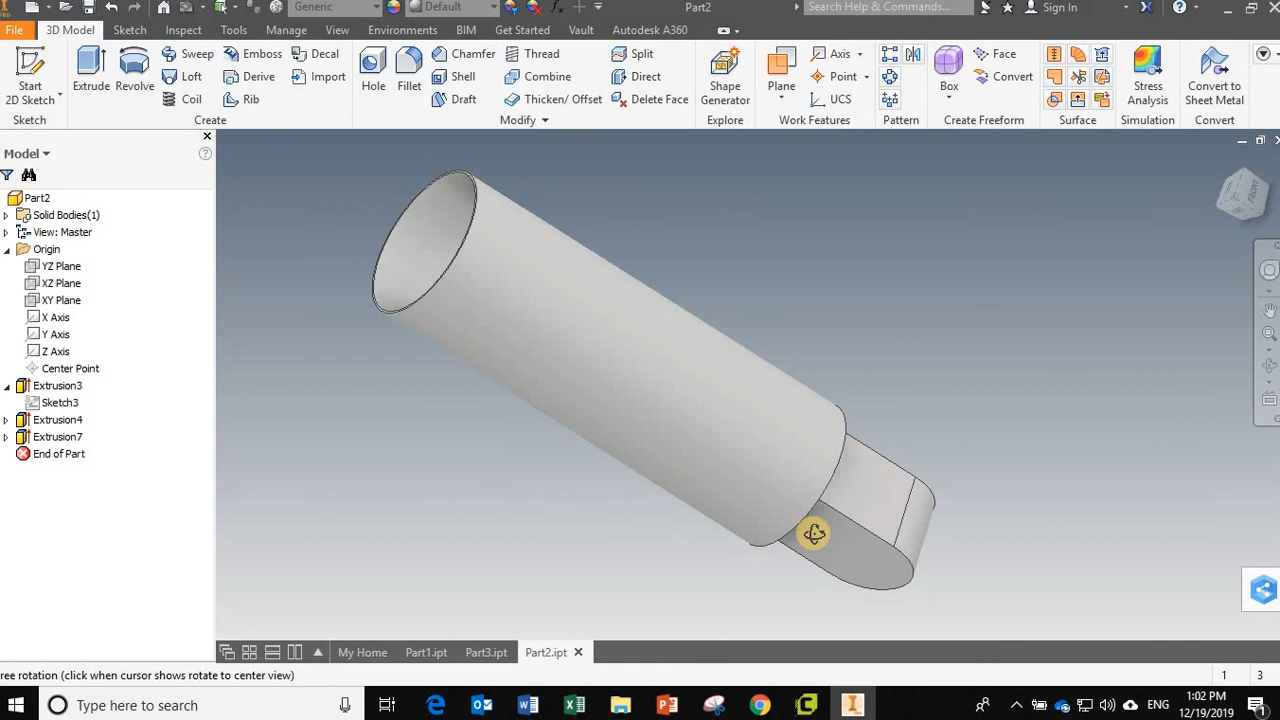 PRO
Generic
Default
fx
Part2
Search Help & Commands...
Sign In
File
3D Model
Sketch
Inspect
Tools
Manage
View
Environments
BIM
Get Started
Vault
Autodesk A360
Start
2D Sketch
Extrude
Revolve
Sweep
Loft
Coil
Emboss
Derive
Rib
Decal
Import
Hole
Fillet
Chamfer
Shell
Draft
Thread
Combine
Thicken/ Offset
Split
Direct
Delete Face
Shape
Generator
Plane
Axis
Point
UCS
Box
Face
Convert
Stress
Analysis
Convert to
Sheet Metal
Sketch
Create
Modify
Explore
Work Features
Pattern
Create Freeform
Surface
Simulation
Convert
Model
Part2
Solid Bodies(1)
View: Master
Origin
YZ Plane
XZ Plane
XY Plane
X Axis
Y Axis
Z Axis
Center Point
Extrusion3
Sketch3
Extrusion4
Extrusion7
End of Part
FRONT
My Home
Part1.ipt
Part3.ipt
Part2.ipt
ree rotation (click when cursor shows rotate to center view)
1
3
Type here to search
ENG
1:02 PM
12/19/2019